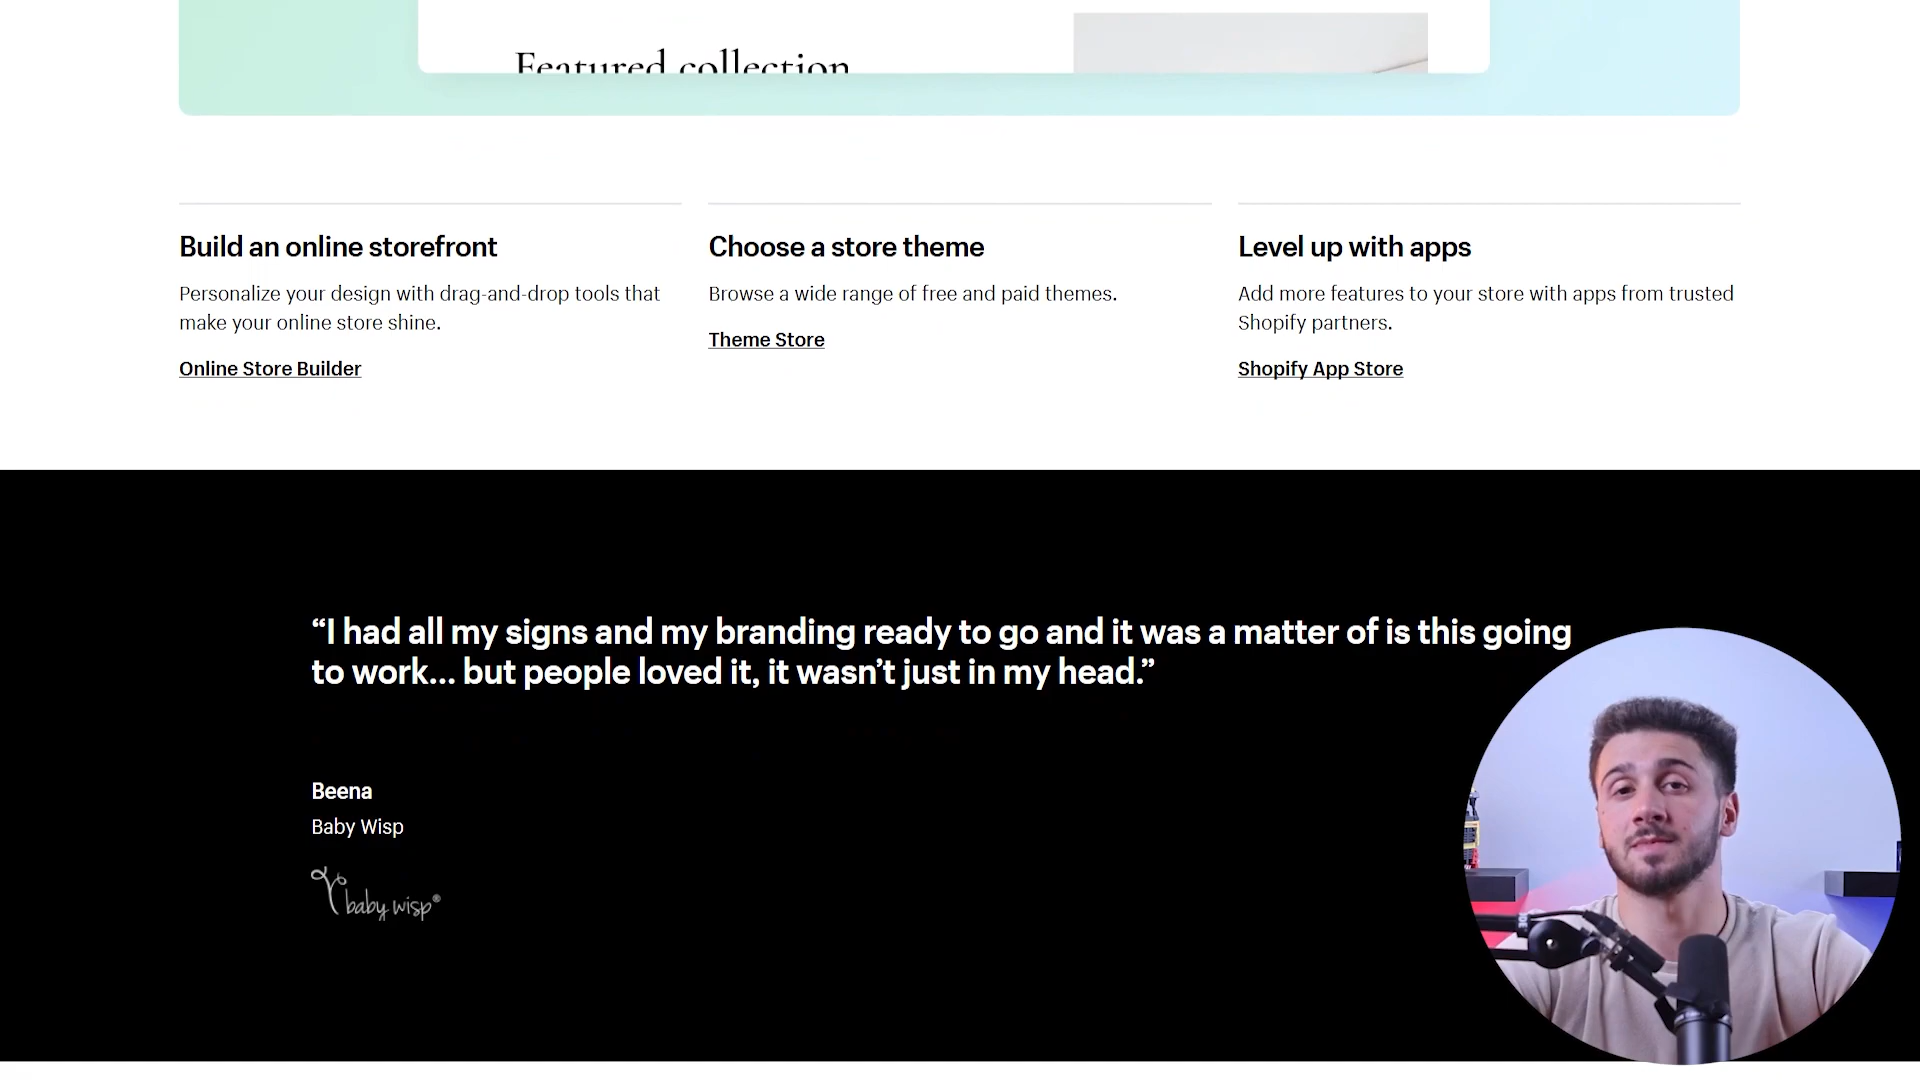 Featured collection
Build an online storefront
Personalize your design with drag-and-drop tools that
make your online store shine.
Online Store Builder
Choose a store theme
Browse a wide range of free and paid themes.
Theme Store
Level up with apps
Add more features to your store with apps from trusted
Shopify partners.
Shopify App Store
“I had all my signs and my branding ready to go and it was a matter of is this going
to work... but people loved it, it wasn’t just in my head.”
Beena
Baby Wisp
baby wisp®